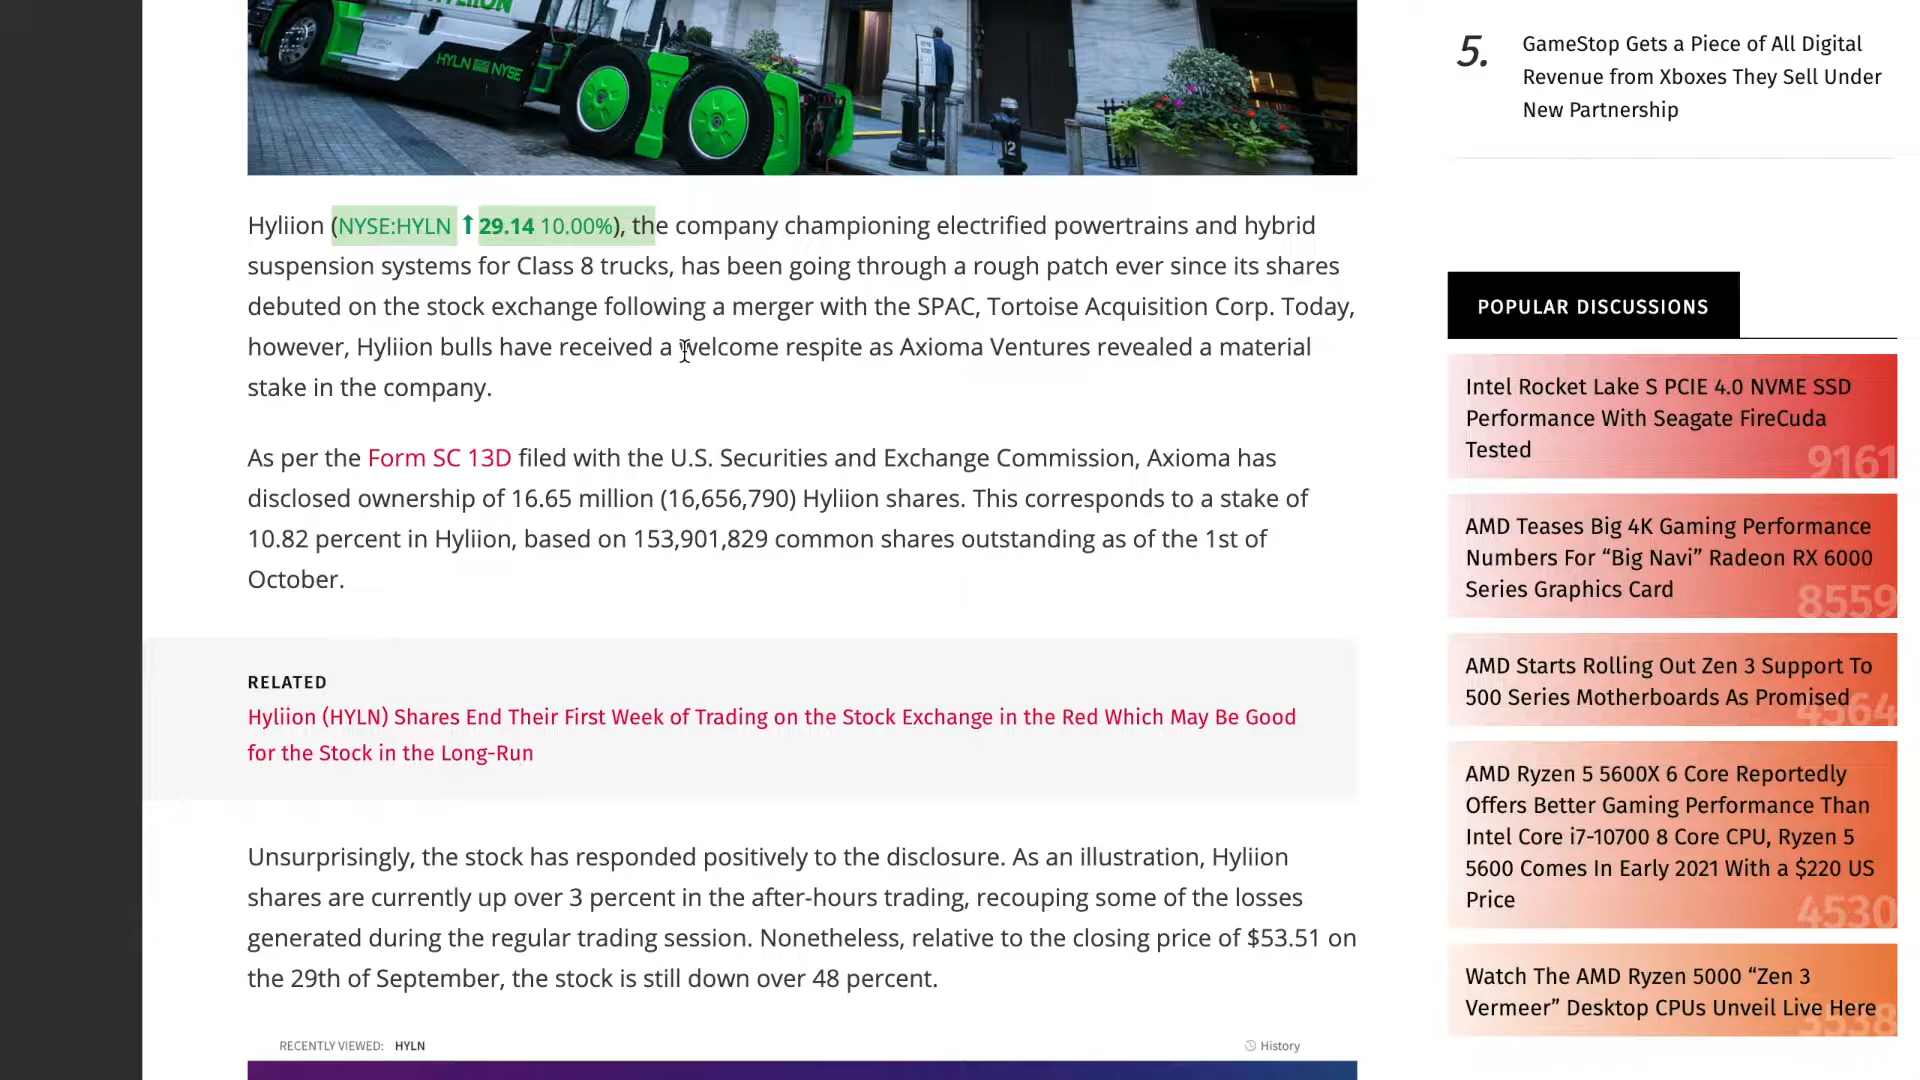 HYLIION
HYLN NYSE
12
Hyliion (NYSE:HYLN ↑ 29.14 10.00%), the company championing electrified powertrains and hybrid
suspension systems for Class 8 trucks, has been going through a rough patch ever since its shares
debuted on the stock exchange following a merger with the SPAC, Tortoise Acquisition Corp. Today,
however, Hyliion bulls have received a welcome respite as Axioma Ventures revealed a material
stake in the company.
As per the Form SC 13D filed with the U.S. Securities and Exchange Commission, Axioma has
disclosed ownership of 16.65 million (16,656,790) Hyliion shares. This corresponds to a stake of
10.82 percent in Hyliion, based on 153,901,829 common shares outstanding as of the 1st of
October.
RELATED
Hyliion (HYLN) Shares End Their First Week of Trading on the Stock Exchange in the Red Which May Be Good
for the Stock in the Long-Run
Unsurprisingly, the stock has responded positively to the disclosure. As an illustration, Hyliion
shares are currently up over 3 percent in the after-hours trading, recouping some of the losses
generated during the regular trading session. Nonetheless, relative to the closing price of $53.51 on
the 29th of September, the stock is still down over 48 percent.
RECENTLY VIEWED: HYLN
History
5.
GameStop Gets a Piece of All Digital
Revenue from Xboxes They Sell Under
New Partnership
POPULAR DISCUSSIONS
Intel Rocket Lake S PCIE 4.0 NVME SSD
Performance With Seagate FireCuda
Tested
9161
AMD Teases Big 4K Gaming Performance
Numbers For “Big Navi” Radeon RX 6000
Series Graphics Card
8559
AMD Starts Rolling Out Zen 3 Support To
500 Series Motherboards As Promised
4564
AMD Ryzen 5 5600X 6 Core Reportedly
Offers Better Gaming Performance Than
Intel Core i7-10700 8 Core CPU, Ryzen 5
5600 Comes In Early 2021 With a $220 US
Price
4530
Watch The AMD Ryzen 5000 “Zen 3
Vermeer” Desktop CPUs Unveil Live Here
3538